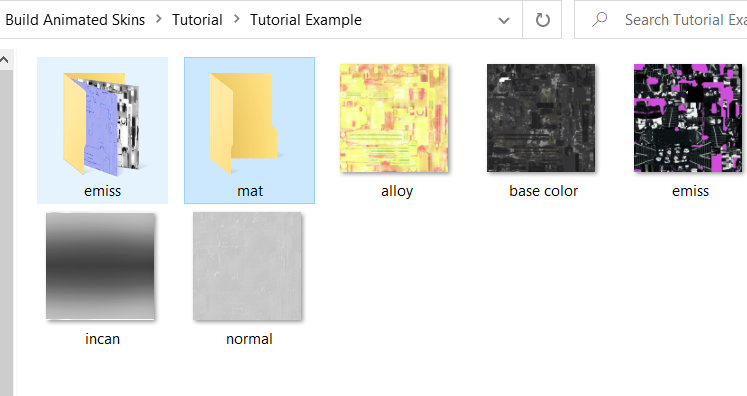 Build Animated Skins > Tutorial > Tutorial Example
Search Tutorial Exa
emiss
mat
alloy
base color
emiss
incan
normal